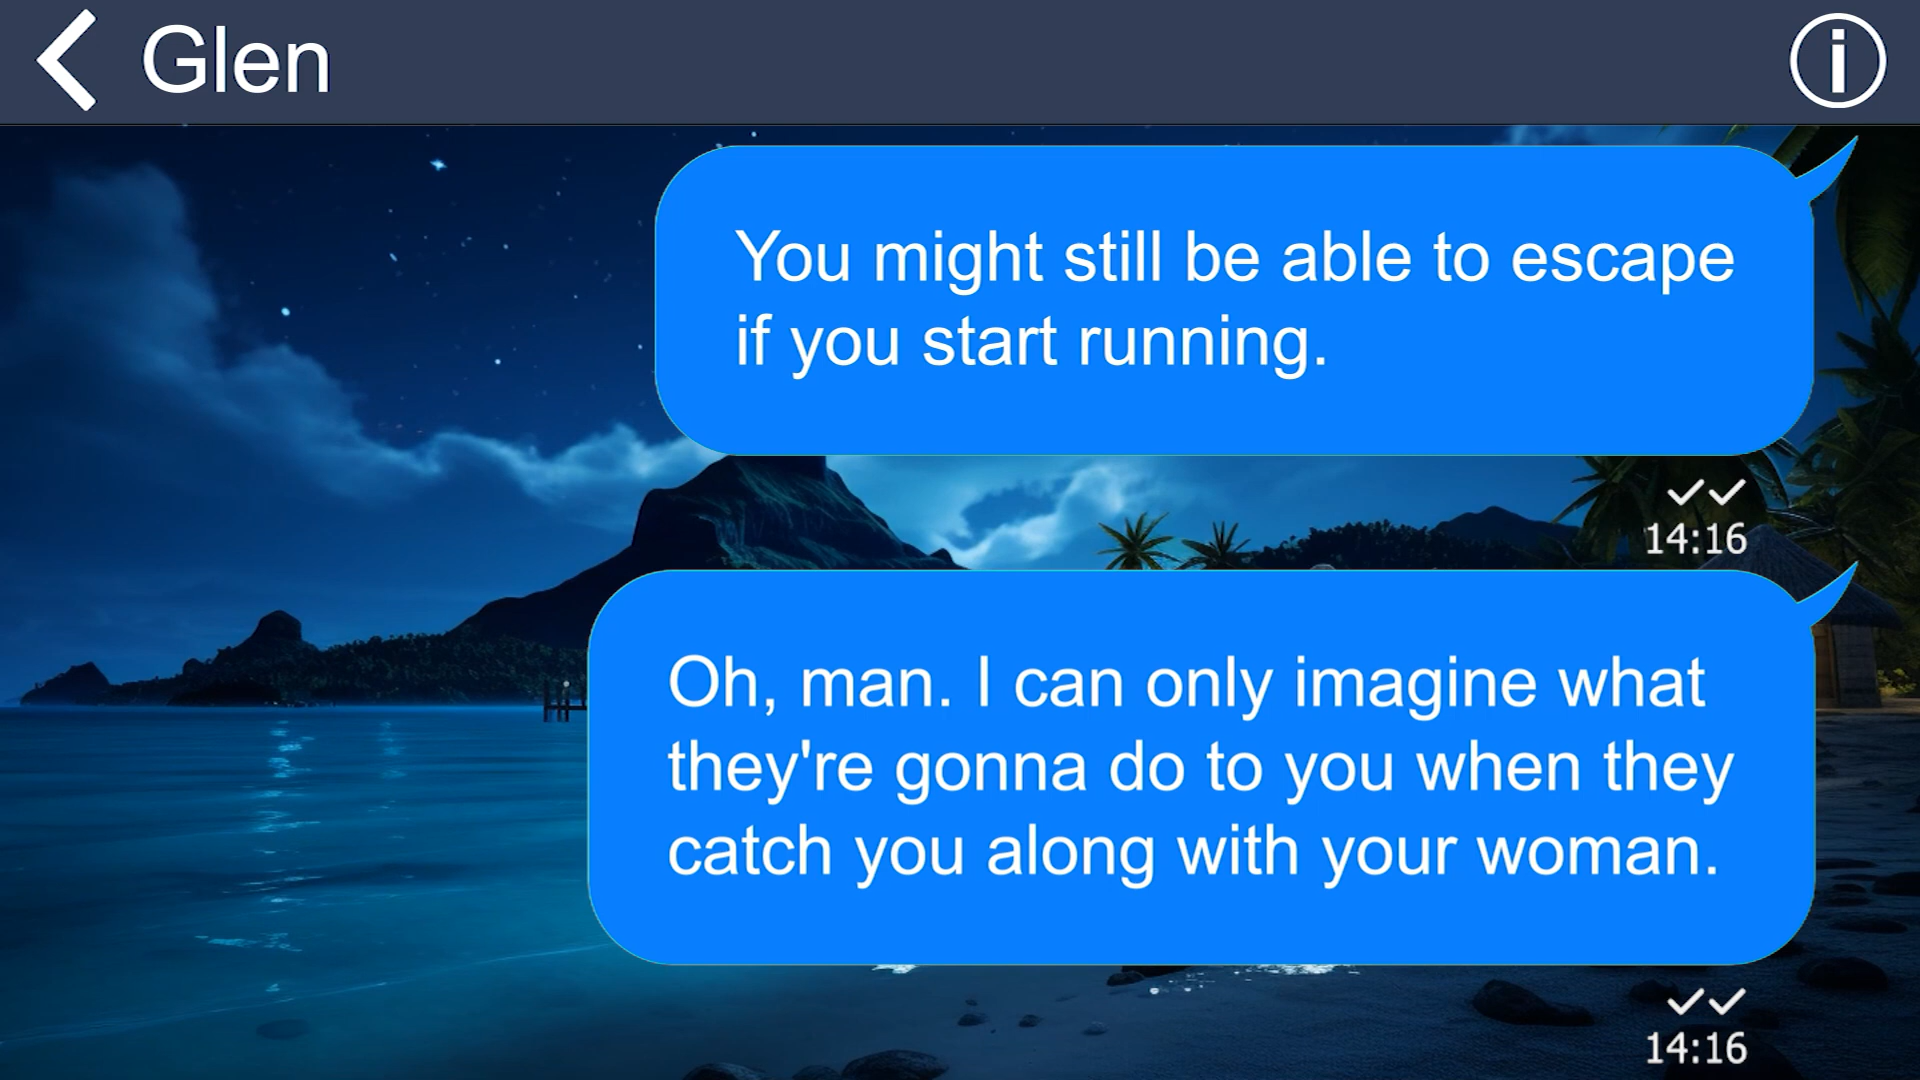 Glen
You might still be able to escape
if you start running.
14:16
Oh, man. I can only imagine what
they're gonna do to you when they
catch you along with your woman.
14:16